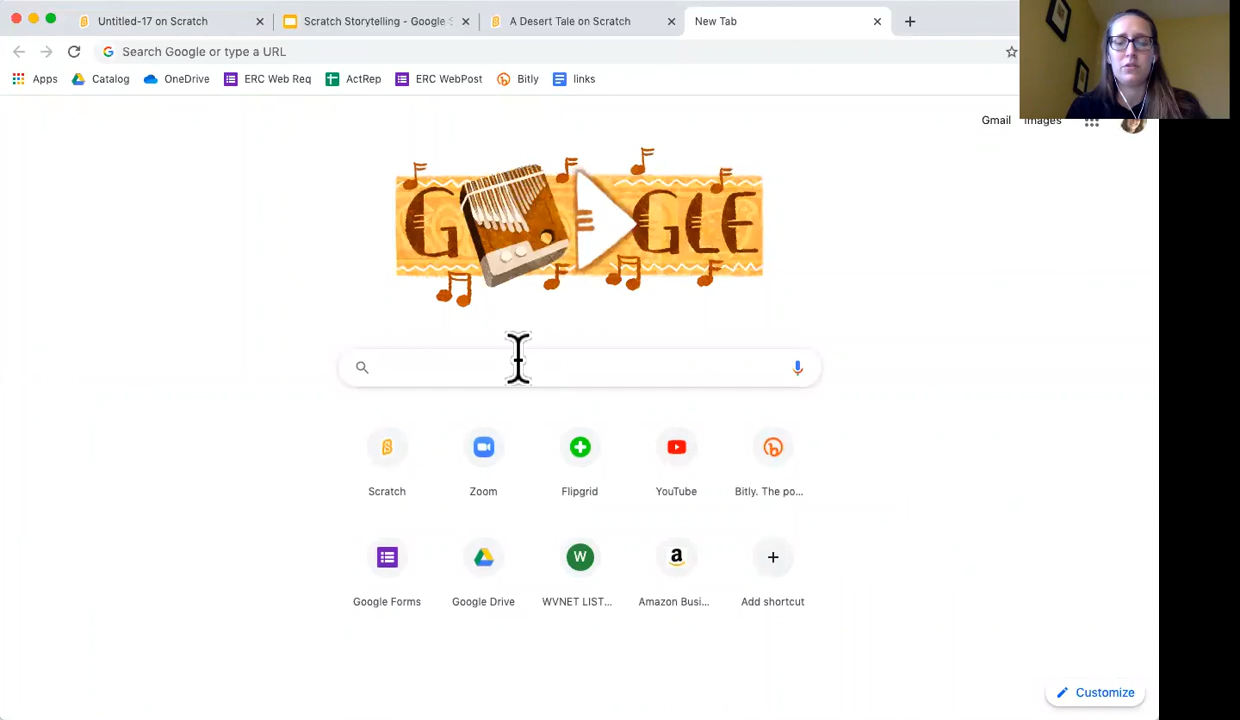 Untitled-17 on Scratch
Scratch Storytelling - Google S
A Desert Tale on Scratch
New Tab
Search Google or type a URL
Apps
Catalog
OneDrive
ERC Web Req
ActRep
ERC WebPost
Bitly
links
Gmail
Images
GOOGLE
Scratch
Zoom
Flipgrid
YouTube
Bitly. The po...
W
a
Google Forms
Google Drive
WVNET LIST...
Amazon Busi...
Add shortcut
Customize